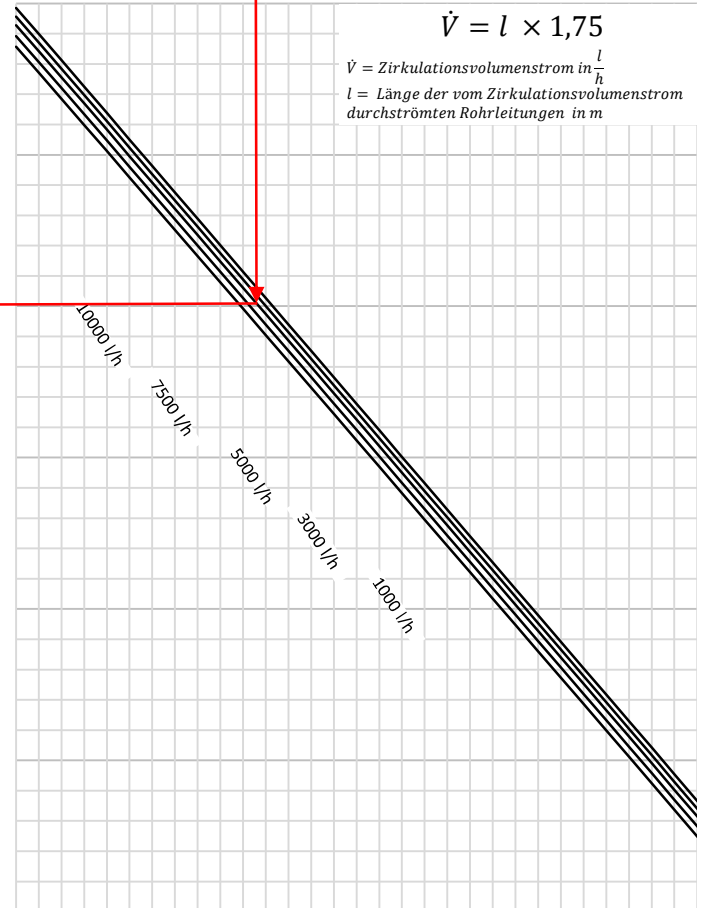 V̇ = l × 1,75
V̇ = Zirkulationsvolumenstrom in l/h
l = Länge der vom Zirkulationsvolumenstrom
durchströmten Rohrleitungen in m
10000 l/h
7500 l/h
5000 l/h
3000 l/h
1000 l/h